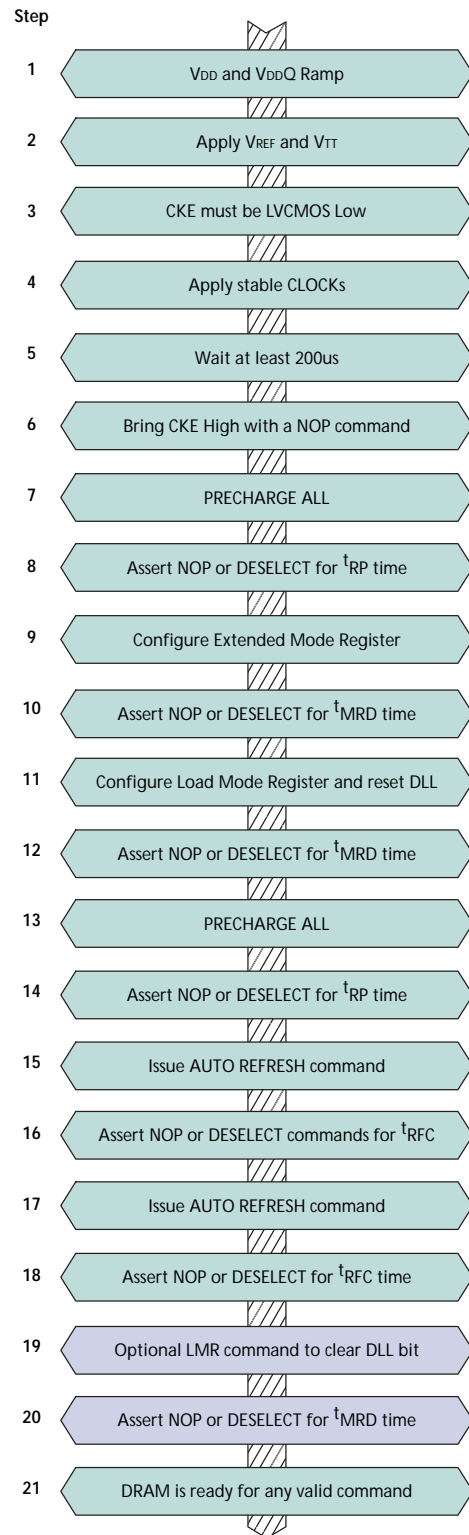 Step
1 VDD and VDDQ Ramp
2 Apply VREF and VTT
3 CKE must be LVCMOS Low
4 Apply stable CLOCKs
5 Wait at least 200us
6 Bring CKE High with a NOP command
7 PRECHARGE ALL
8 Assert NOP or DESELECT for tRP time
9 Configure Extended Mode Register
10 Assert NOP or DESELECT for tMRD time
11 Configure Load Mode Register and reset DLL
12 Assert NOP or DESELECT for tMRD time
13 PRECHARGE ALL
14 Assert NOP or DESELECT for tRP time
15 Issue AUTO REFRESH command
16 Assert NOP or DESELECT commands for tRFC
17 Issue AUTO REFRESH command
18 Assert NOP or DESELECT for tRFC time
19 Optional LMR command to clear DLL bit
20 Assert NOP or DESELECT for tMRD time
21 DRAM is ready for any valid command